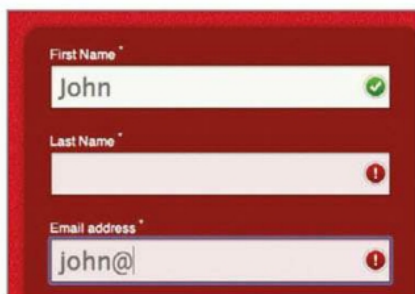 First Name *
John
Last Name *
Email address *
john@